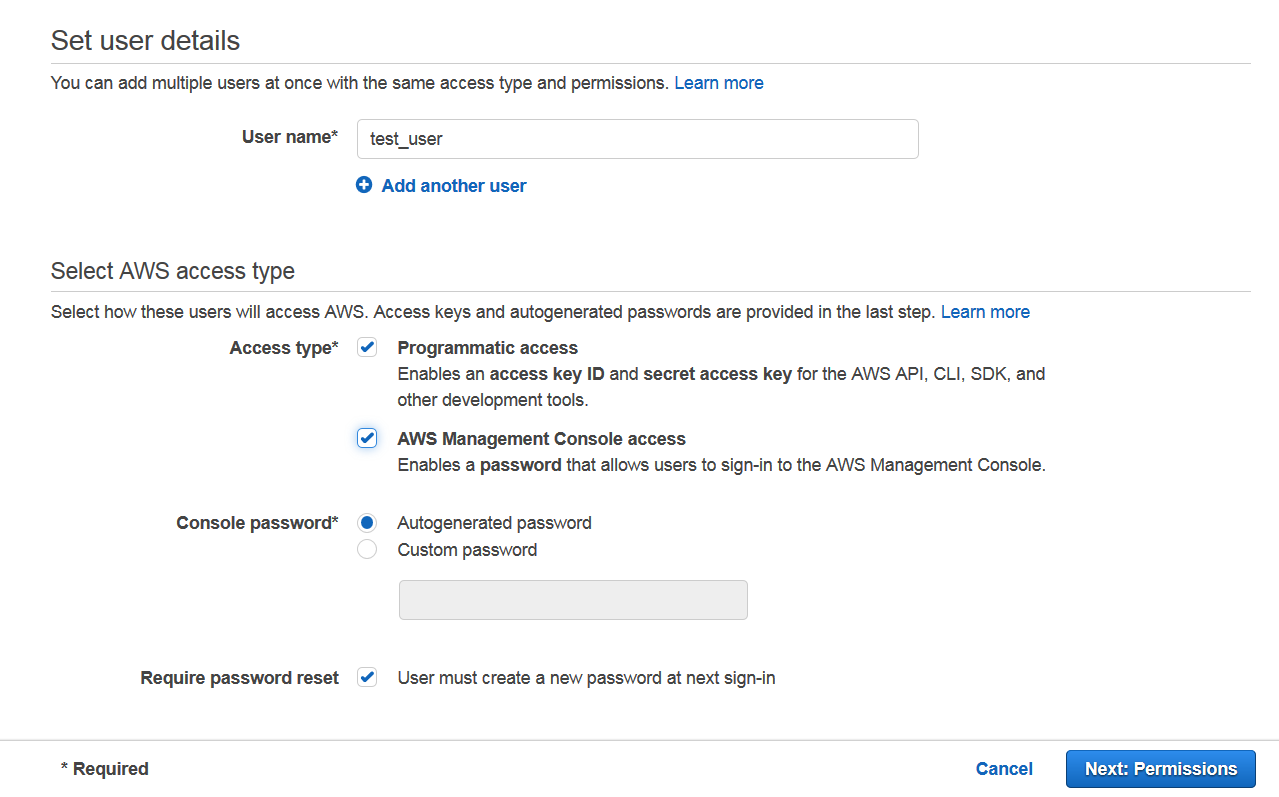 Set user details
You can add multiple users at once with the same access type and permissions. Learn more
User name* test_user
Add another user
Select AWS access type
Select how these users will access AWS. Access keys and autogenerated passwords are provided in the last step. Learn more
Access type* Programmatic access
Enables an access key ID and secret access key for the AWS API, CLI, SDK, and
other development tools.
AWS Management Console access
Enables a password that allows users to sign-in to the AWS Management Console.
Console password* Autogenerated password
Custom password
Require password reset User must create a new password at next sign-in
* Required Cancel Next: Permissions